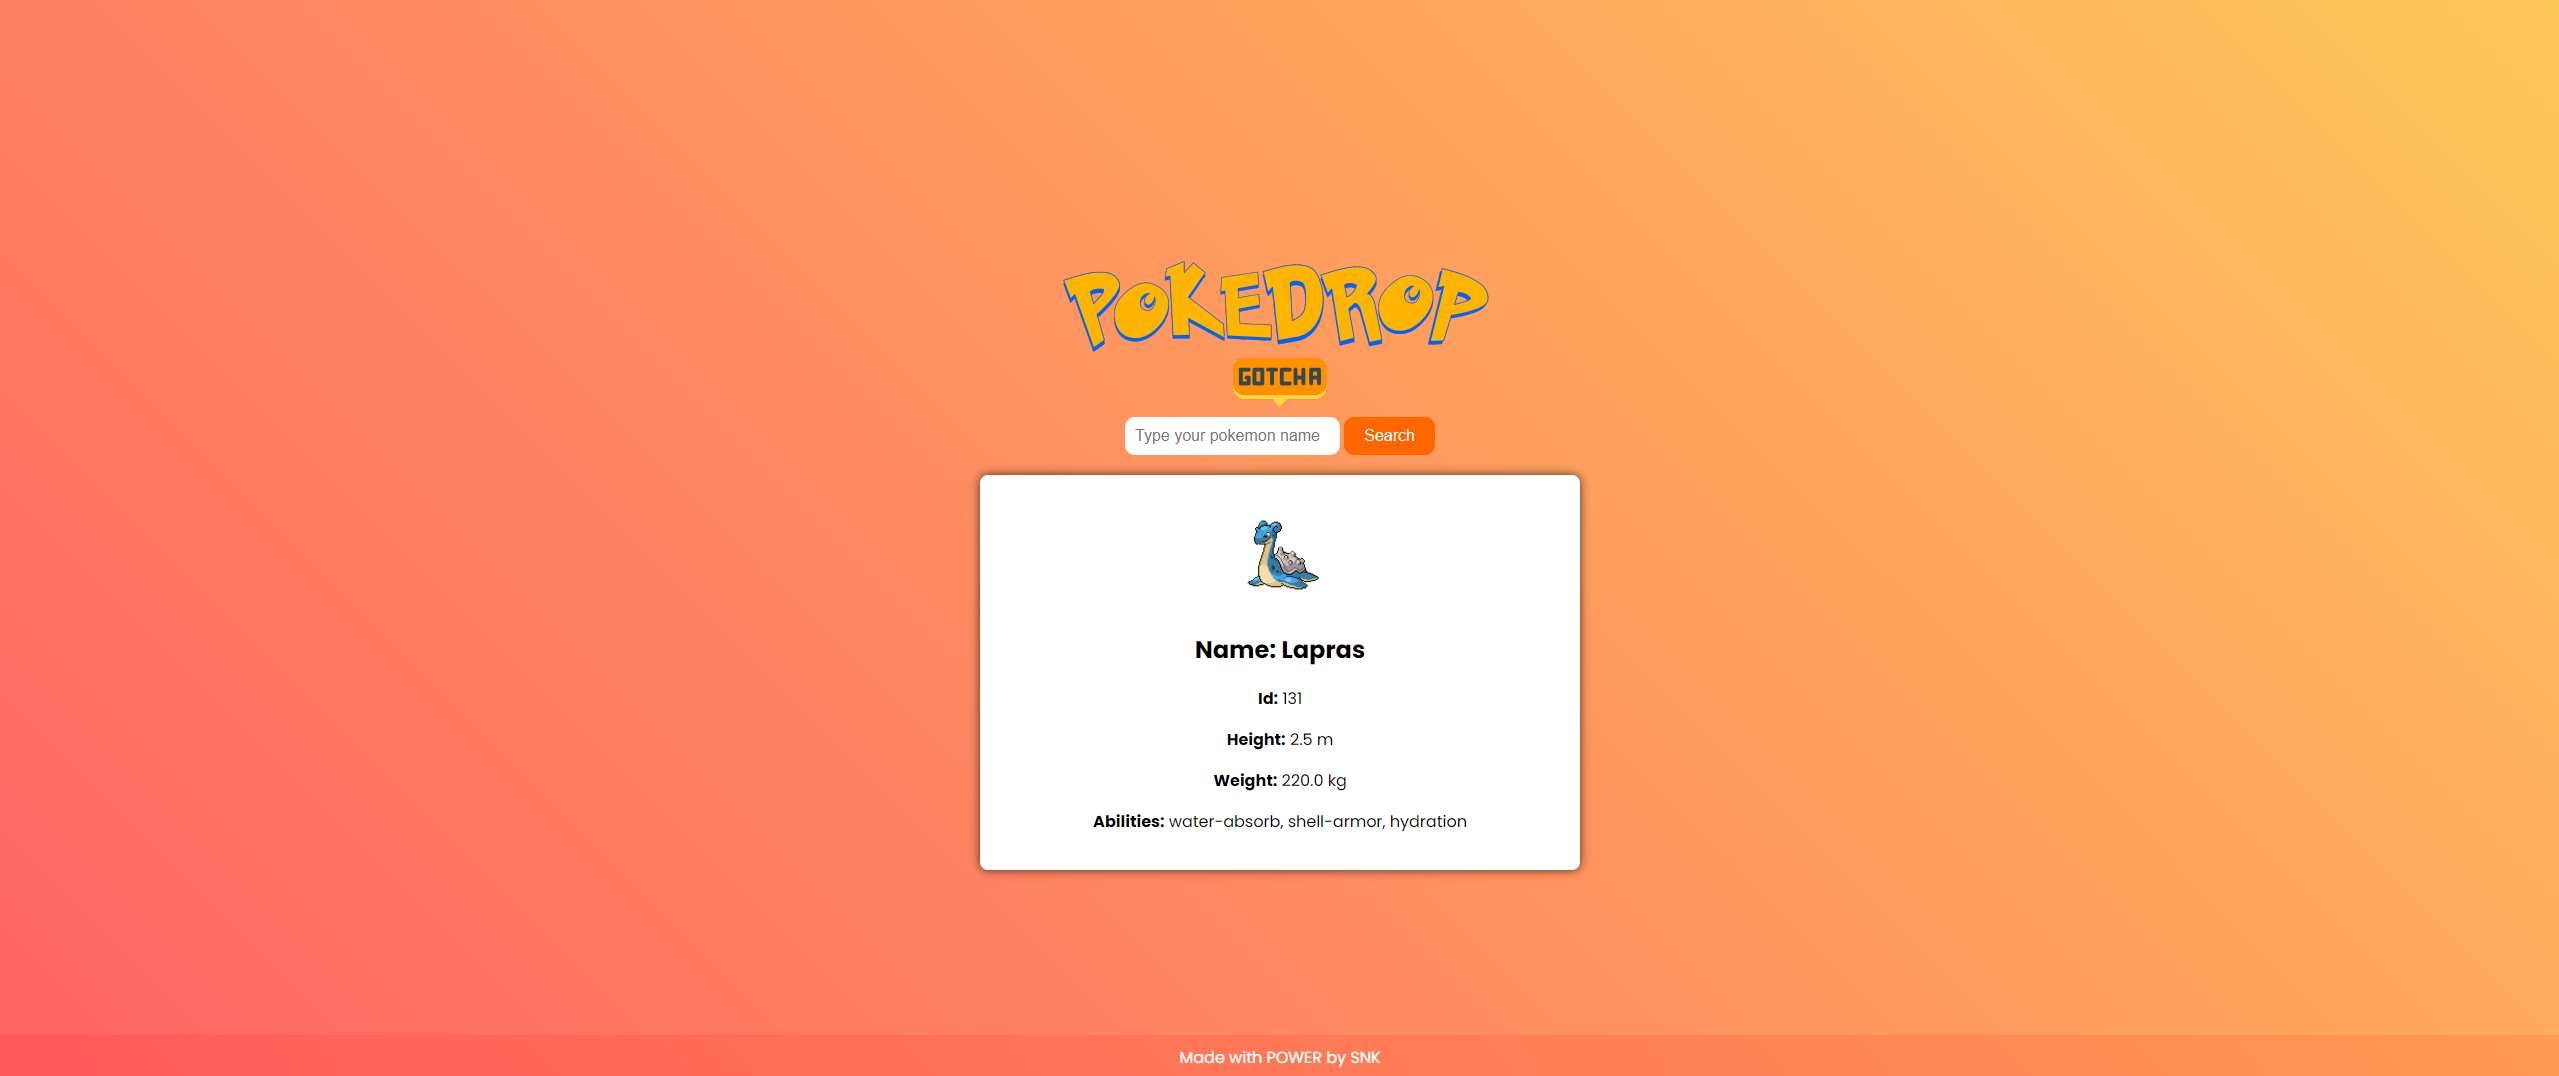 POKEDROP
GOTCHA
Type your pokemon name
Search
Name: Lapras
Id: 131
Height: 2.5 m
Weight: 220.0 kg
Abilities: water-absorb, shell-armor, hydration
Made with POWER by SNK